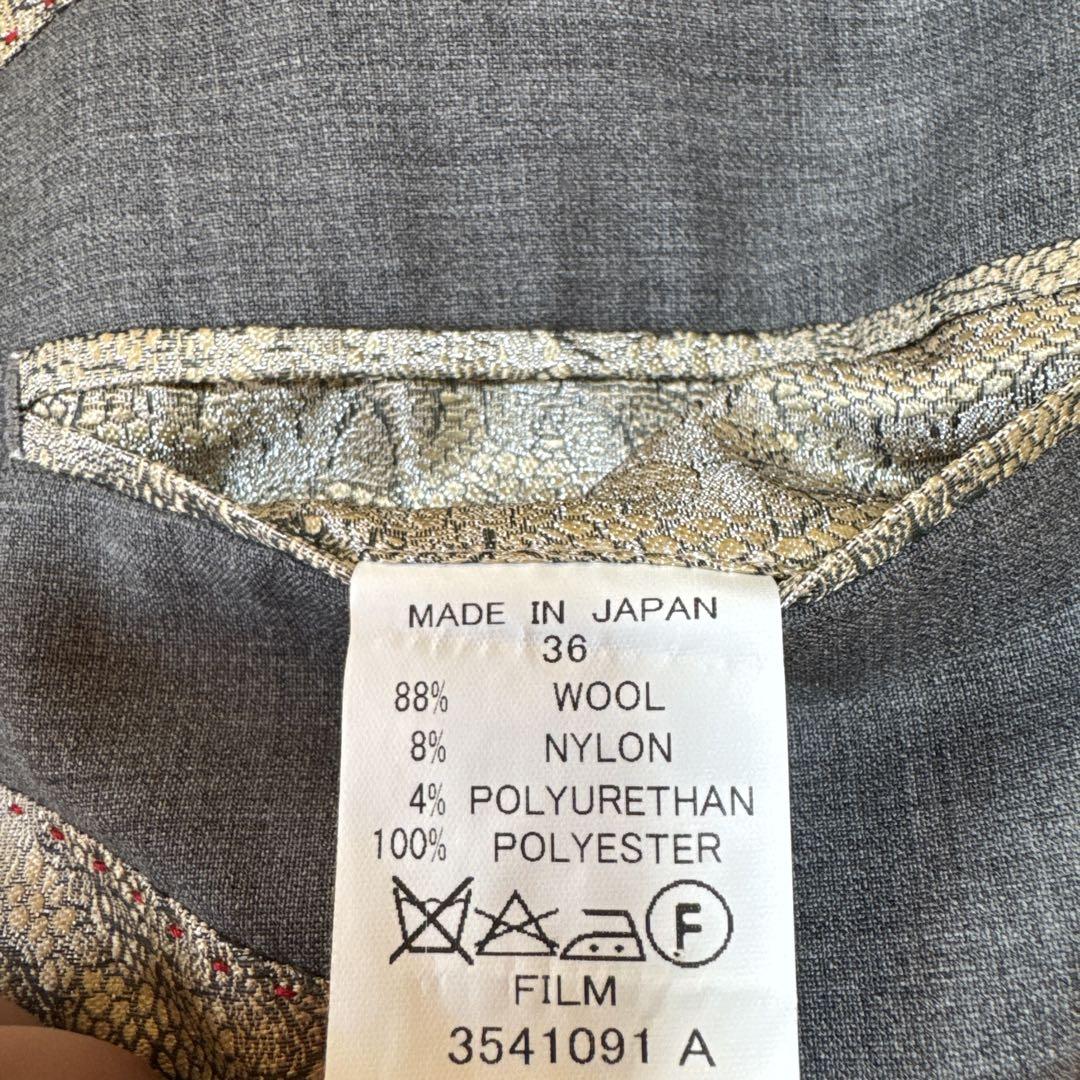 MADE IN JAPAN
36
88% WOOL
8% NYLON
4% POLYURETHAN
100% POLYESTER
F
FILM
3541091 A